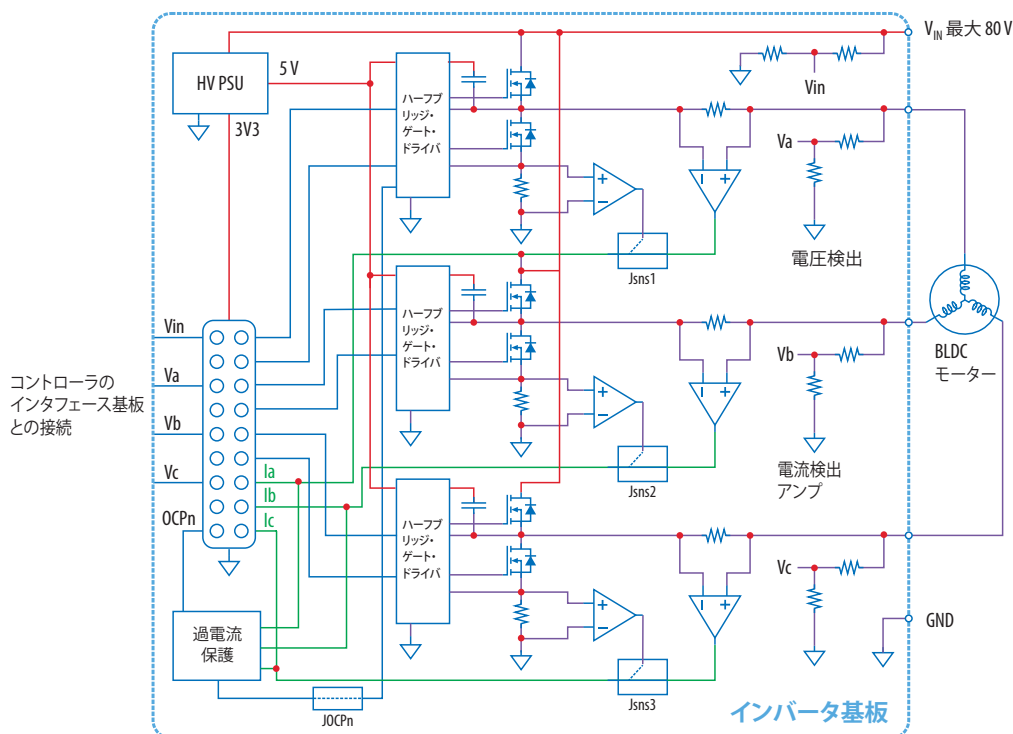 VIN 最大 80 V
HV PSU
5 V
3V3
ハーフブ
リッジ・
ゲート・
ドライバ
Vin
Va
電圧検出
Jsns1
ハーフブ
リッジ・
ゲート・
ドライバ
Vb
電流検出
アンプ
Jsns2
BLDC
モーター
コントローラの
インタフェース基板
との接続
Vin
Va
Vb
Vc
OCPn
Ia
Ib
Ic
ハーフブ
リッジ・
ゲート・
ドライバ
Vc
GND
過電流
保護
JOCPn
Jsns3
インバータ基板